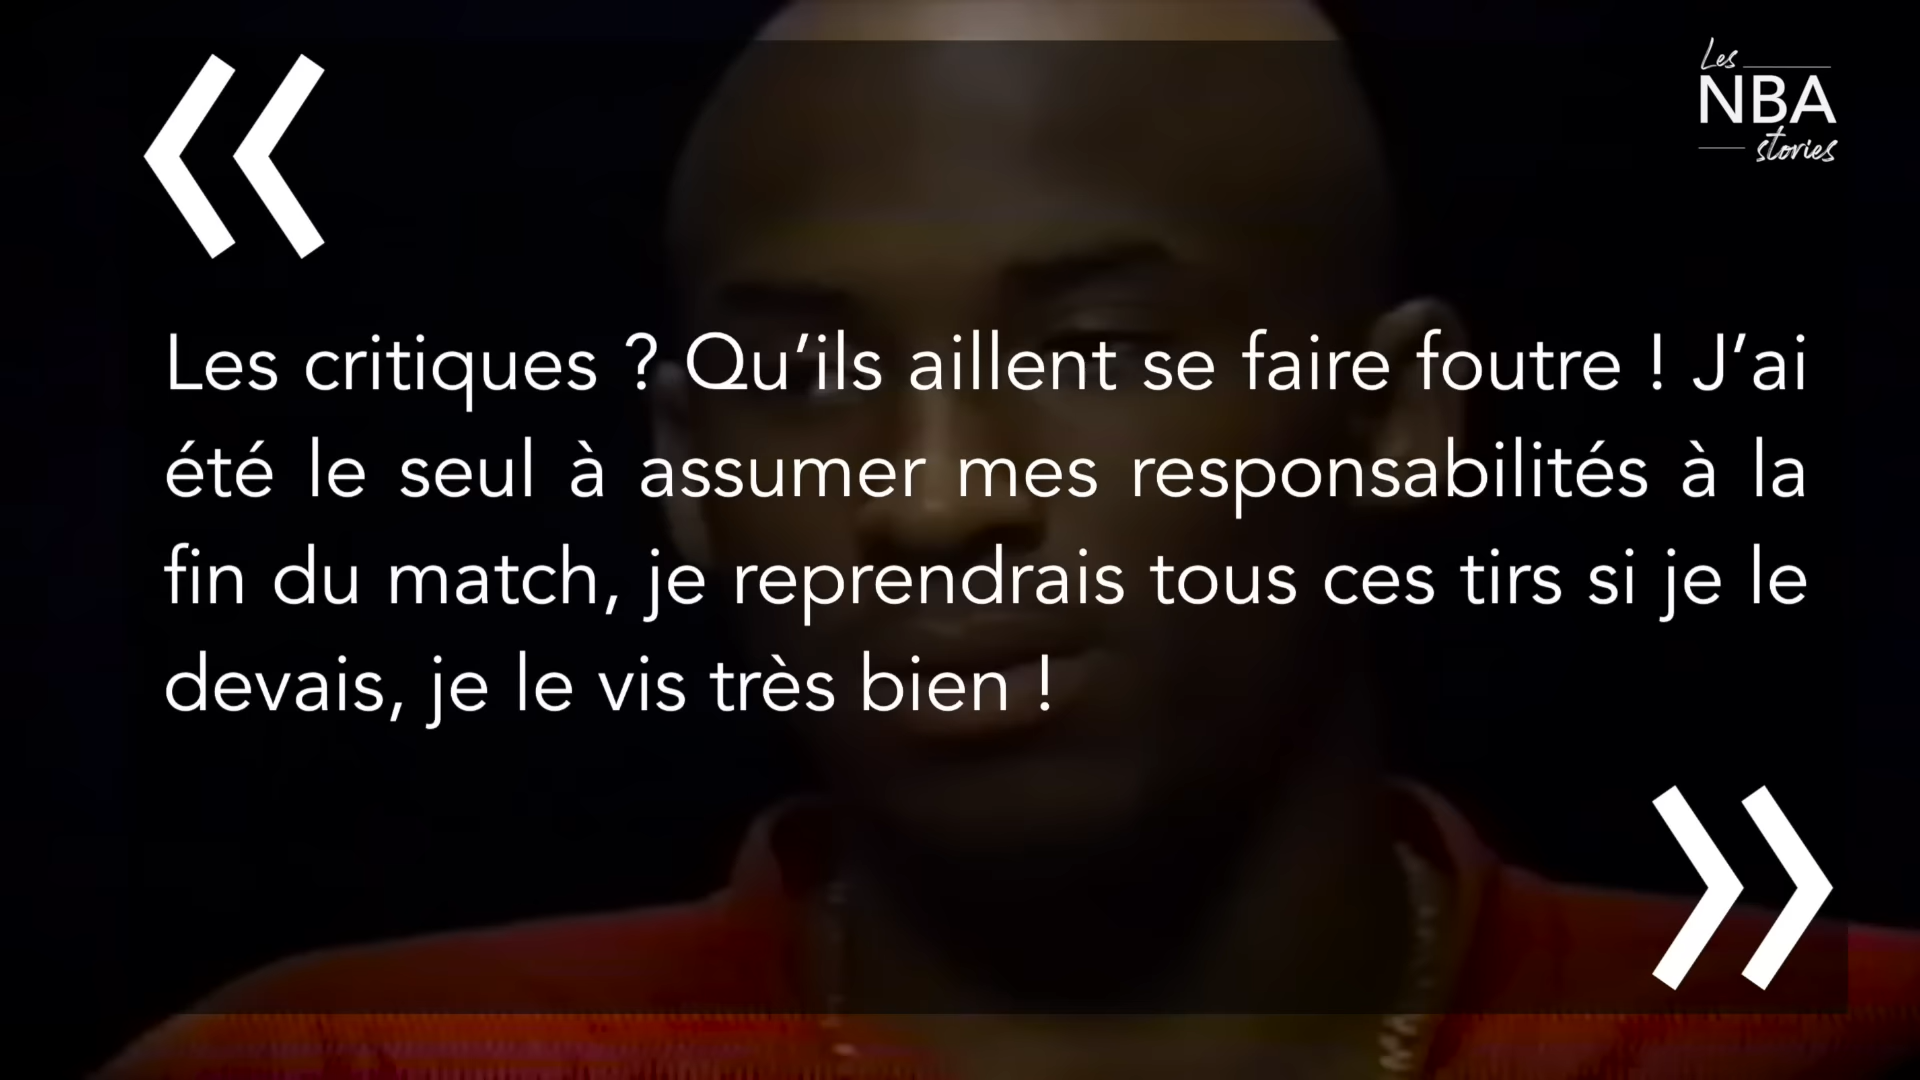 Les
NBA
stories
«
Les critiques ? Qu’ils aillent se faire foutre ! J’ai
été le seul à assumer mes responsabilités à la
fin du match, je reprendrais tous ces tirs si je le
devais, je le vis très bien !
»